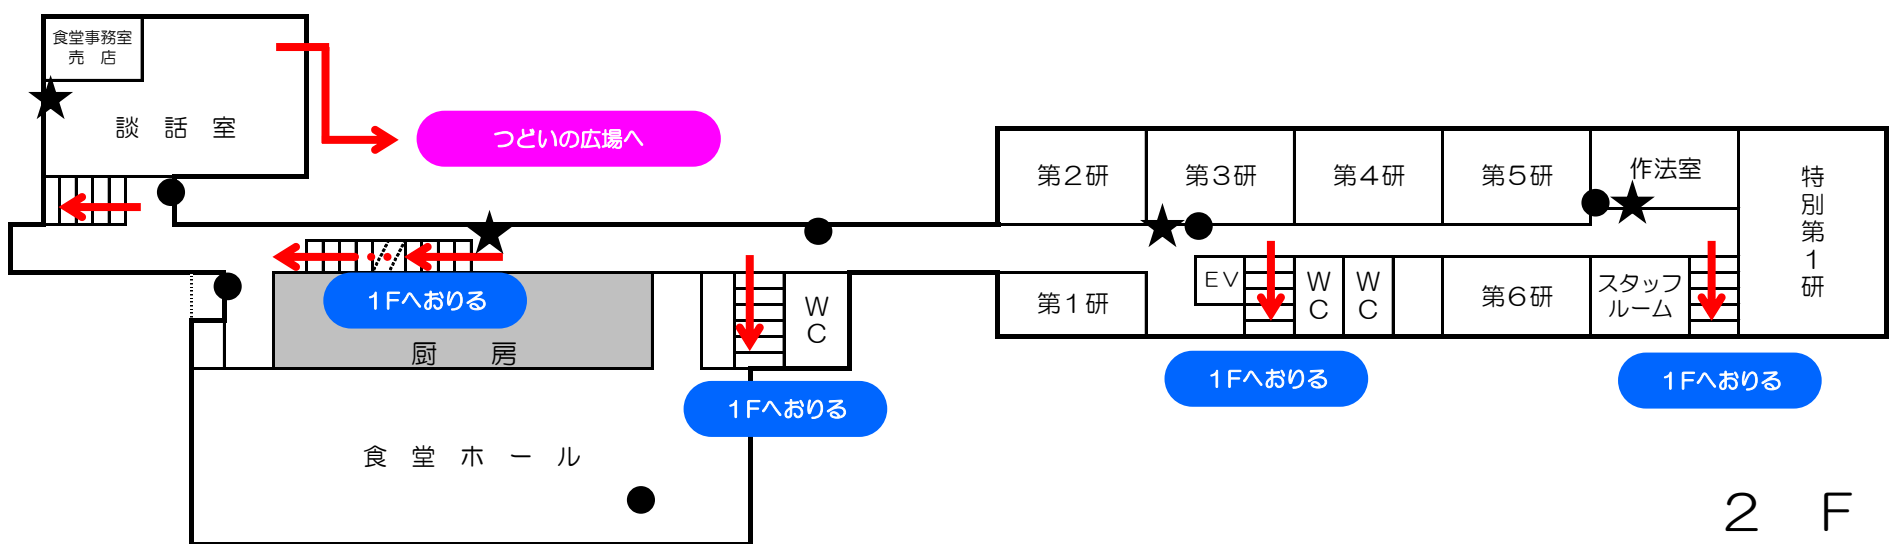 食堂事務室
売　店
談　話　室
つどいの広場へ
第２研
第３研
第４研
第５研
作法室
特別第１研
１Fへおりる
厨　房
WC
第１研
EV
WC
WC
第６研
スタッフ
ルーム
１Fへおりる
１Fへおりる
１Fへおりる
食　堂　ホ　ー　ル
２　F